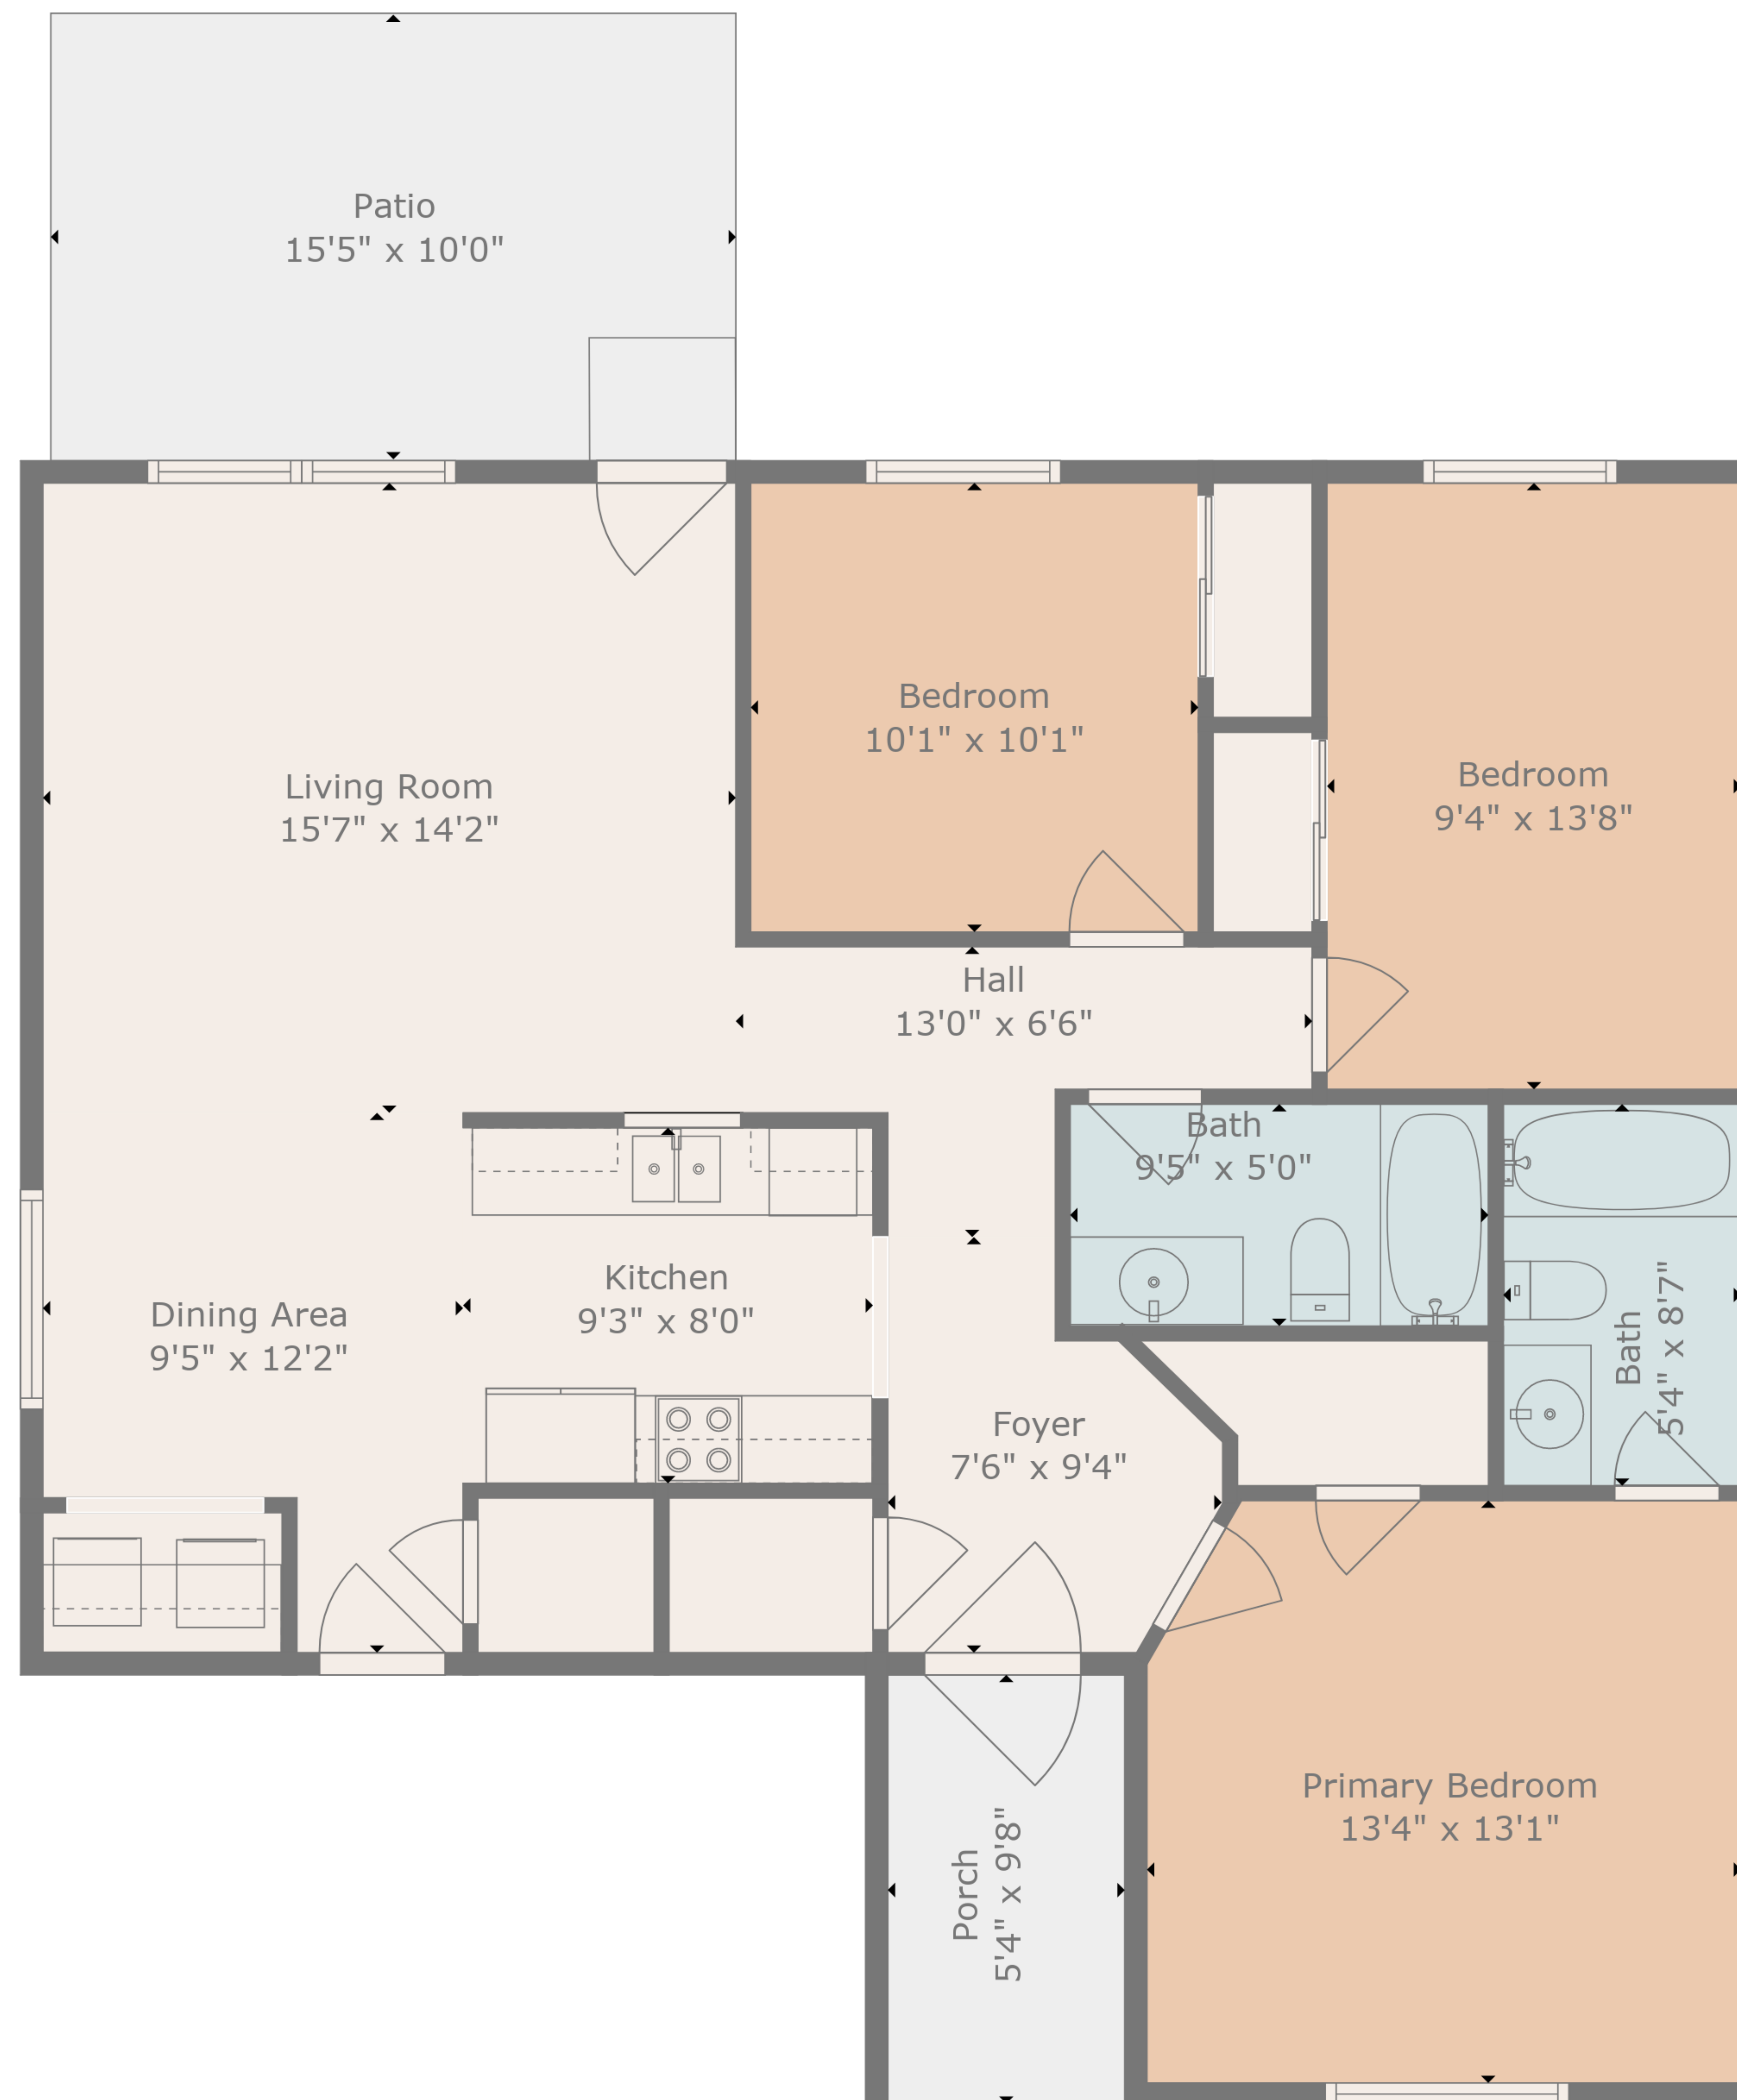 Patio
15'5" x 10'0"
Bedroom
10'1" x 10'1"
Living Room
15'7" x 14'2"
Bedroom
9'4" x 13'8"
Hall
13'0" x 6'6"
Bath
9'5" x 5'0"
Kitchen
9'3" x 8'0"
Dining Area
9'5" x 12'2"
Bath
5'4" x 8'7"
Foyer
7'6" x 9'4"
Primary Bedroom
13'4" x 13'1"
Porch
5'4" x 9'8"